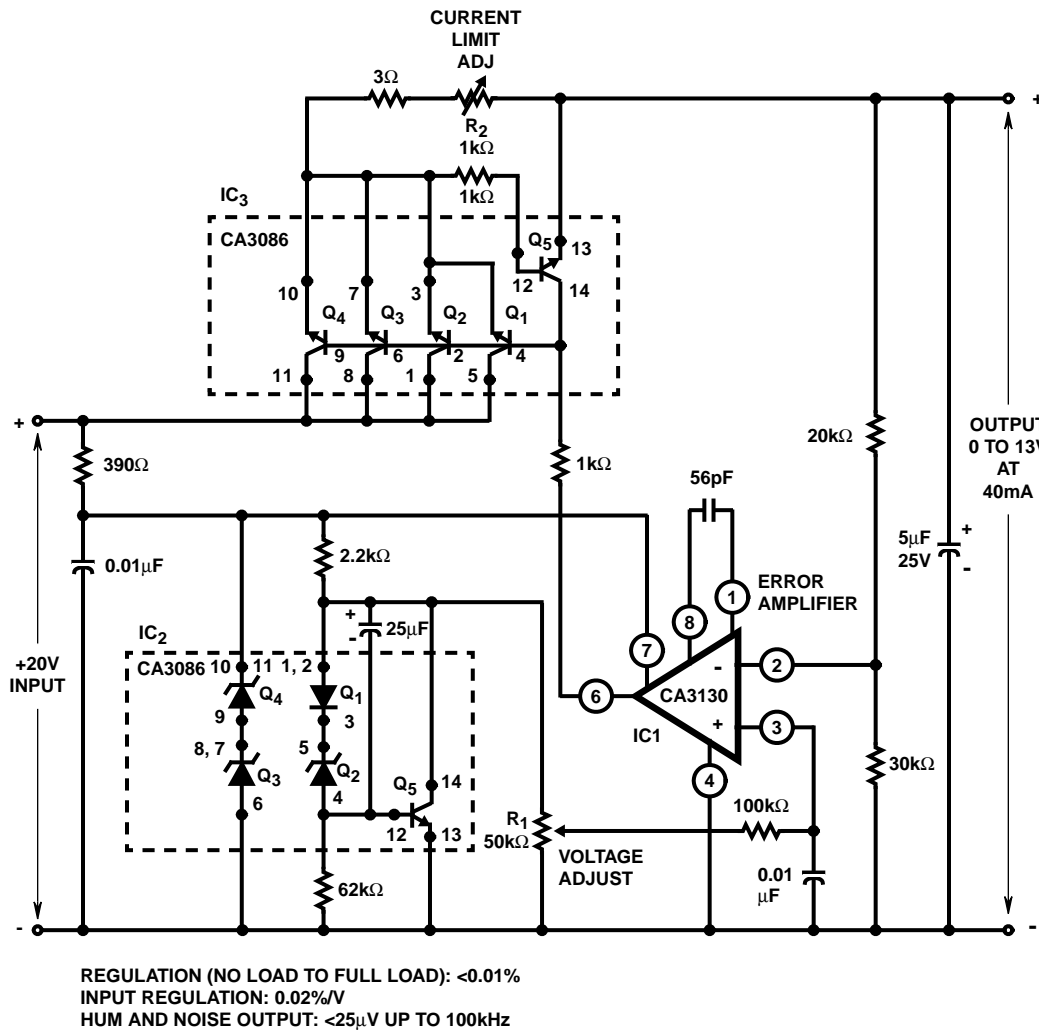 CURRENT
LIMIT
ADJ
3Ω
R2
1kΩ
1kΩ
+
IC3
CA3086
Q5
13
12
14
10
7
3
Q4
Q3
Q2
Q1
9
6
2
4
11
8
1
5
+
390Ω
1kΩ
20kΩ
OUTPUT
0 TO 13V
AT
40mA
56pF
0.01µF
2.2kΩ
5µF
25V
+
-
ERROR
AMPLIFIER
1
8
7
+
-
25µF
IC2
CA3086
+20V
INPUT
10
11
1, 2
Q4
Q1
9
3
8, 7
5
Q3
Q2
6
4
Q5
14
12
13
6
-
CA3130
+
2
3
IC1
4
30kΩ
100kΩ
R1
50kΩ
VOLTAGE
ADJUST
62kΩ
0.01
µF
-
-
REGULATION (NO LOAD TO FULL LOAD): <0.01%
INPUT REGULATION: 0.02%/V
HUM AND NOISE OUTPUT: <25µV UP TO 100kHz